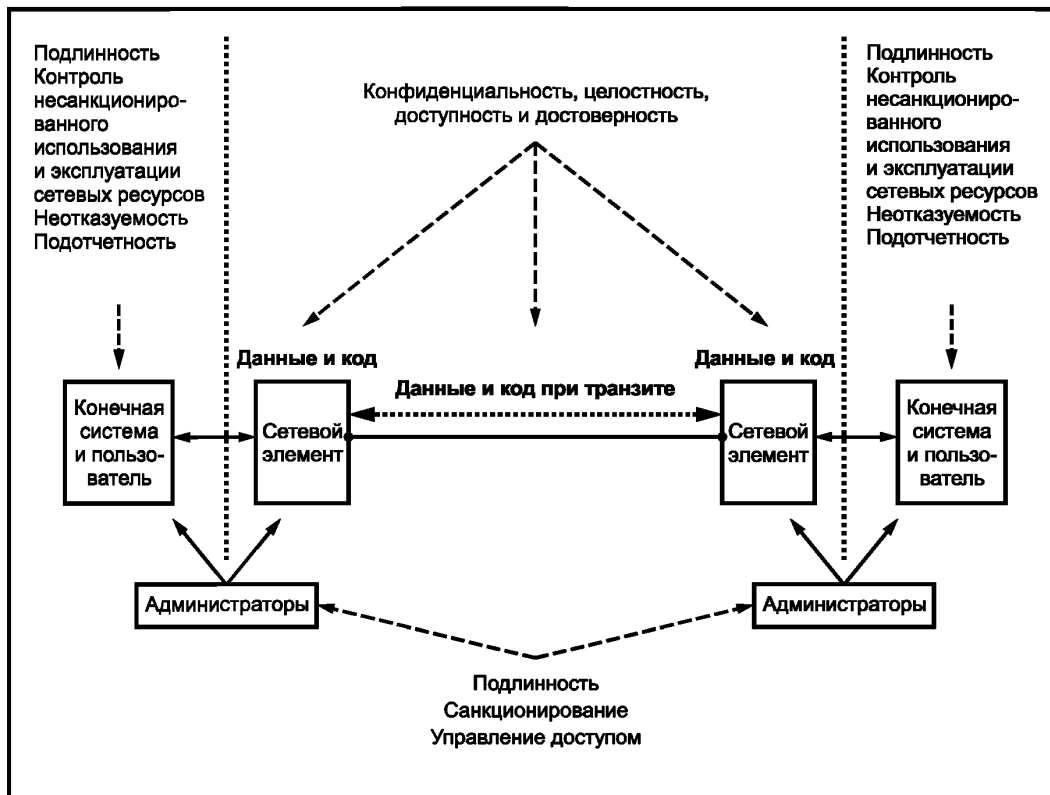 Подлинность
Контроль
несанкциониро-
ванного
использования
и эксплуатации
сетевых ресурсов
Неотказуемость
Подотчетность
Конфиденциальность, целостность,
доступность и достоверность
Подлинность
Контроль
несанкциониро-
ванного
использования
и эксплуатации
сетевых ресурсов
Неотказуемость
Подотчетность
Данные и код
Данные и код
Данные и код при транзите
Конечная
система
и пользо-
ватель
Сетевой
элемент
Сетевой
элемент
Конечная
система
и пользо-
ватель
Администраторы
Администраторы
Подлинность
Санкционирование
Управление доступом